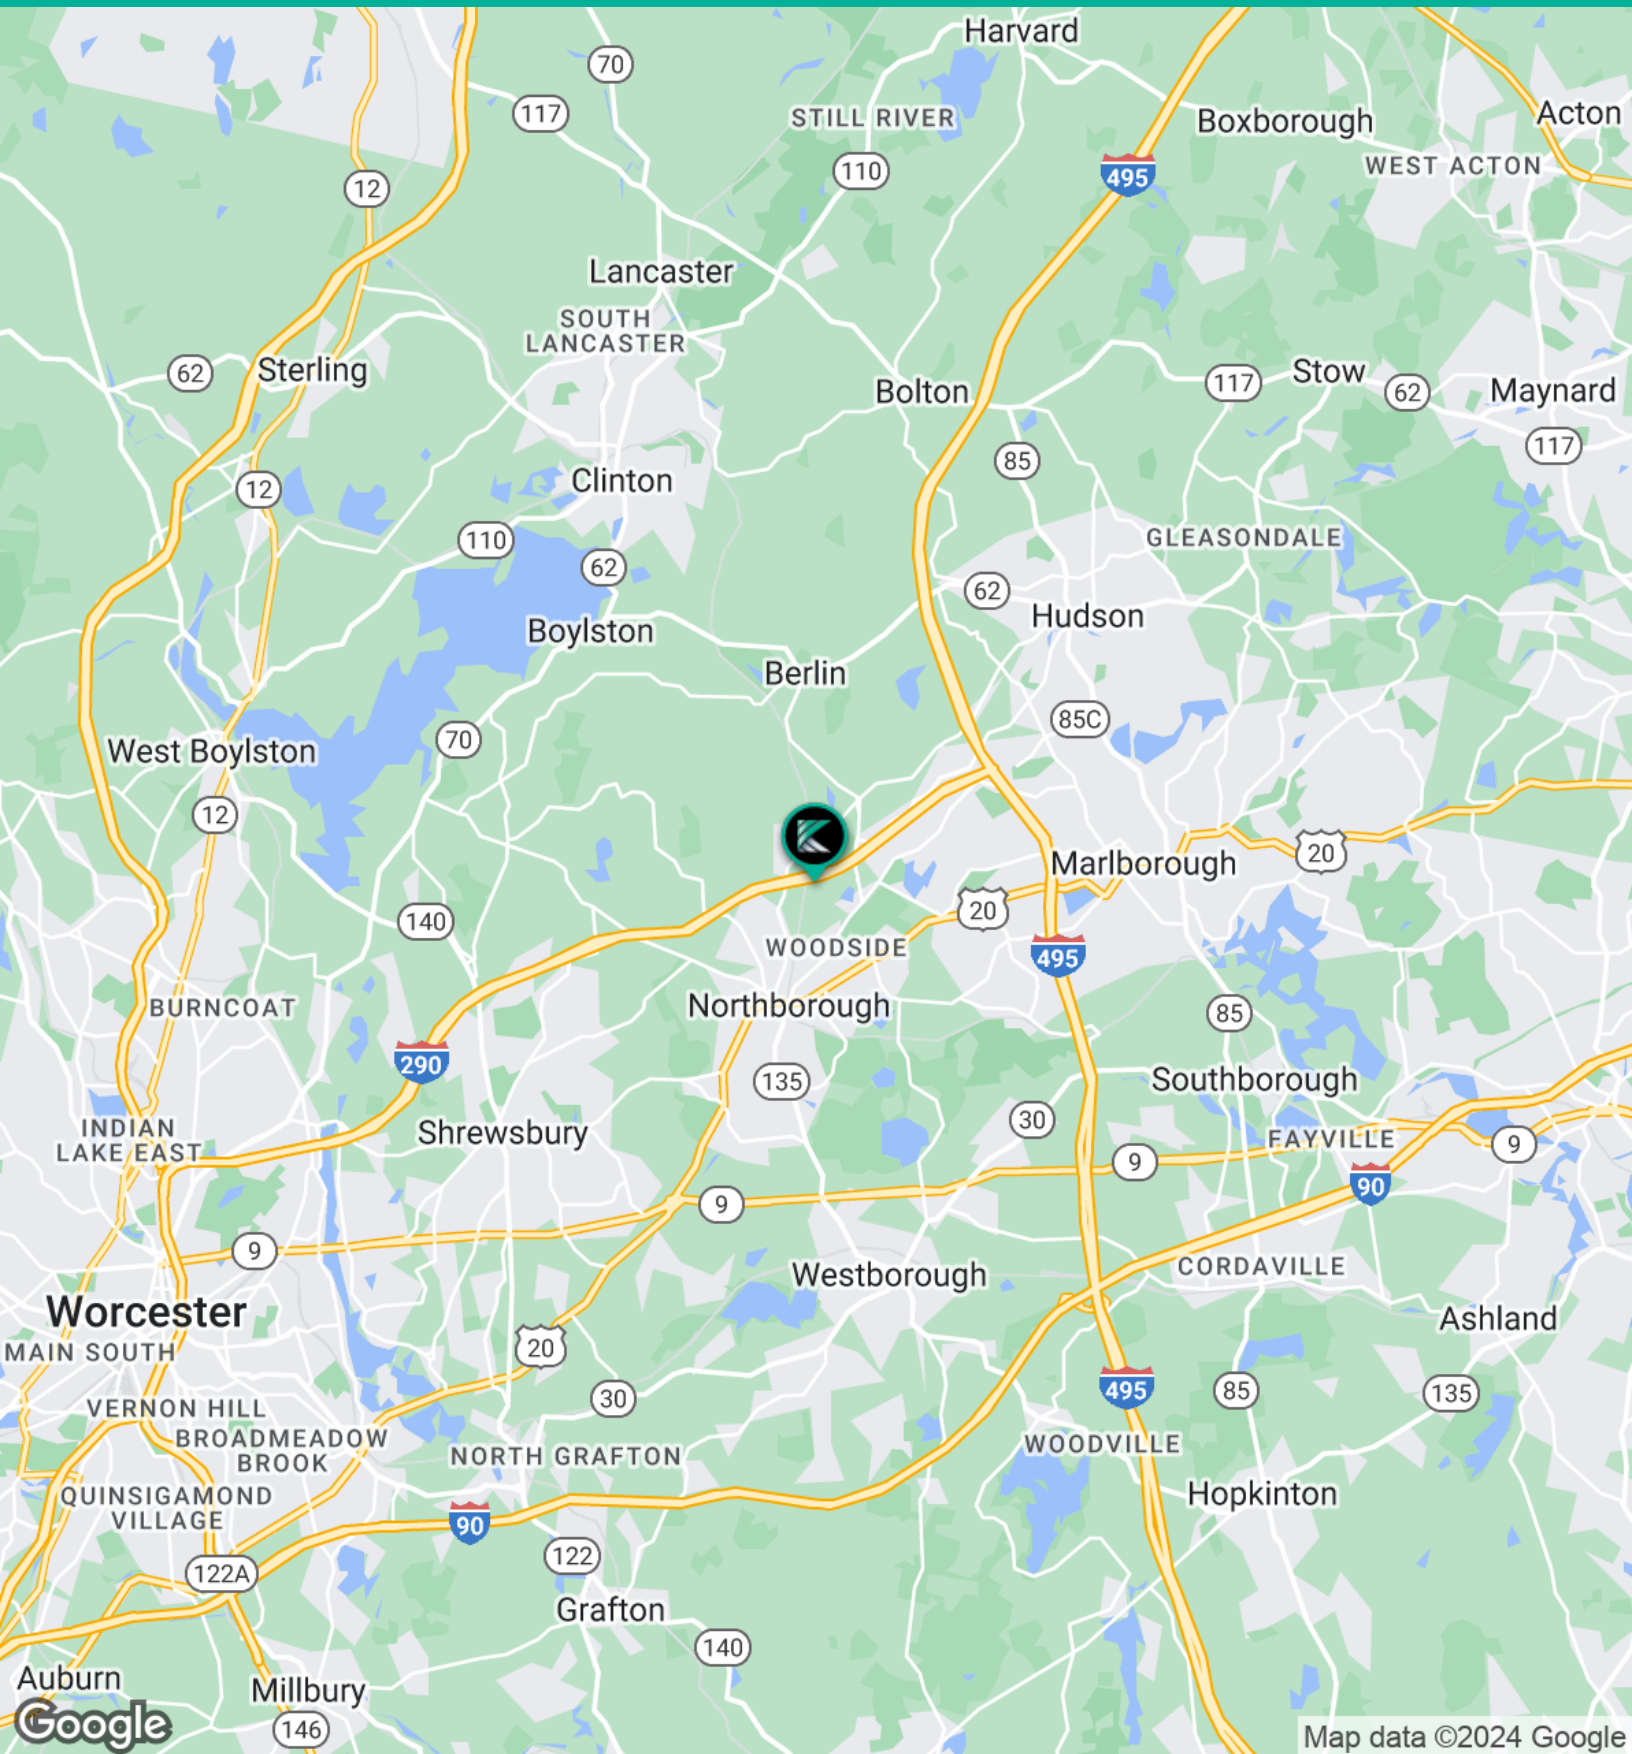 Harvard
70
117
STILL RIVER
Boxborough
Acton
WEST ACTON
110
495
12
Lancaster
SOUTH
LANCASTER
62
Sterling
Bolton
117
Stow
62
Maynard
117
85
Clinton
12
110
62
GLEASONDALE
62
Hudson
Boylston
Berlin
85C
70
West Boylston
12
Marlborough
20
20
140
WOODSIDE
495
BURNCOAT
Northborough
85
290
135
Southborough
30
INDIAN
LAKE EAST
Shrewsbury
FAYVILLE
9
9
90
9
9
Westborough
CORDAVILLE
Worcester
Ashland
MAIN SOUTH
20
30
495
85
135
VERNON HILL
BROADMEADOW
BROOK
NORTH GRAFTON
WOODVILLE
QUINSIGAMOND
VILLAGE
Hopkinton
90
122
122A
Grafton
140
Auburn
Millbury
146
Google
Map data ©2024 Google